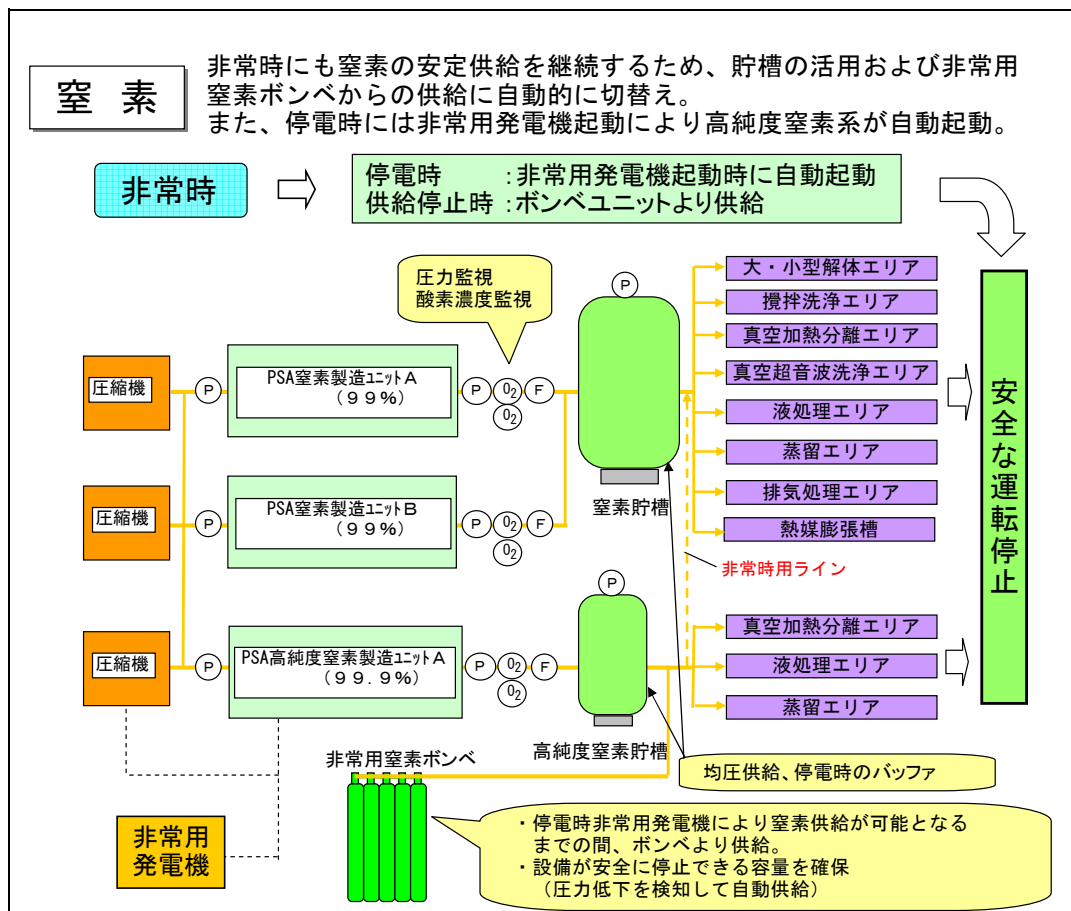 窒 素
非常時にも窒素の安定供給を継続するため、貯槽の活用および非常用
窒素ボンベからの供給に自動的に切替え。
また、停電時には非常用発電機起動により高純度窒素系が自動起動。
非常時
停電時 :非常用発電機起動時に自動起動
供給停止時:ボンベユニットより供給
圧力監視
酸素濃度監視
P
大・小型解体エリア
攪拌洗浄エリア
真空加熱分離エリア
真空超音波洗浄エリア
液処理エリア
蒸留エリア
排気処理エリア
熱媒膨張槽
安全な運転停止
圧縮機
P
PSA窒素製造ユニットA
(99%)
P
O2
F
O2
窒素貯槽
圧縮機
P
PSA窒素製造ユニットB
(99%)
P
O2
F
O2
非常時用ライン
P
圧縮機
P
PSA高純度窒素製造ユニットA
(99.9%)
P
O2
F
O2
真空加熱分離エリア
液処理エリア
蒸留エリア
高純度窒素貯槽
非常用窒素ボンベ
均圧供給、停電時のバッファ
非常用
発電機
・停電時非常用発電機により窒素供給が可能となる
までの間、ボンベより供給。
・設備が安全に停止できる容量を確保
(圧力低下を検知して自動供給)